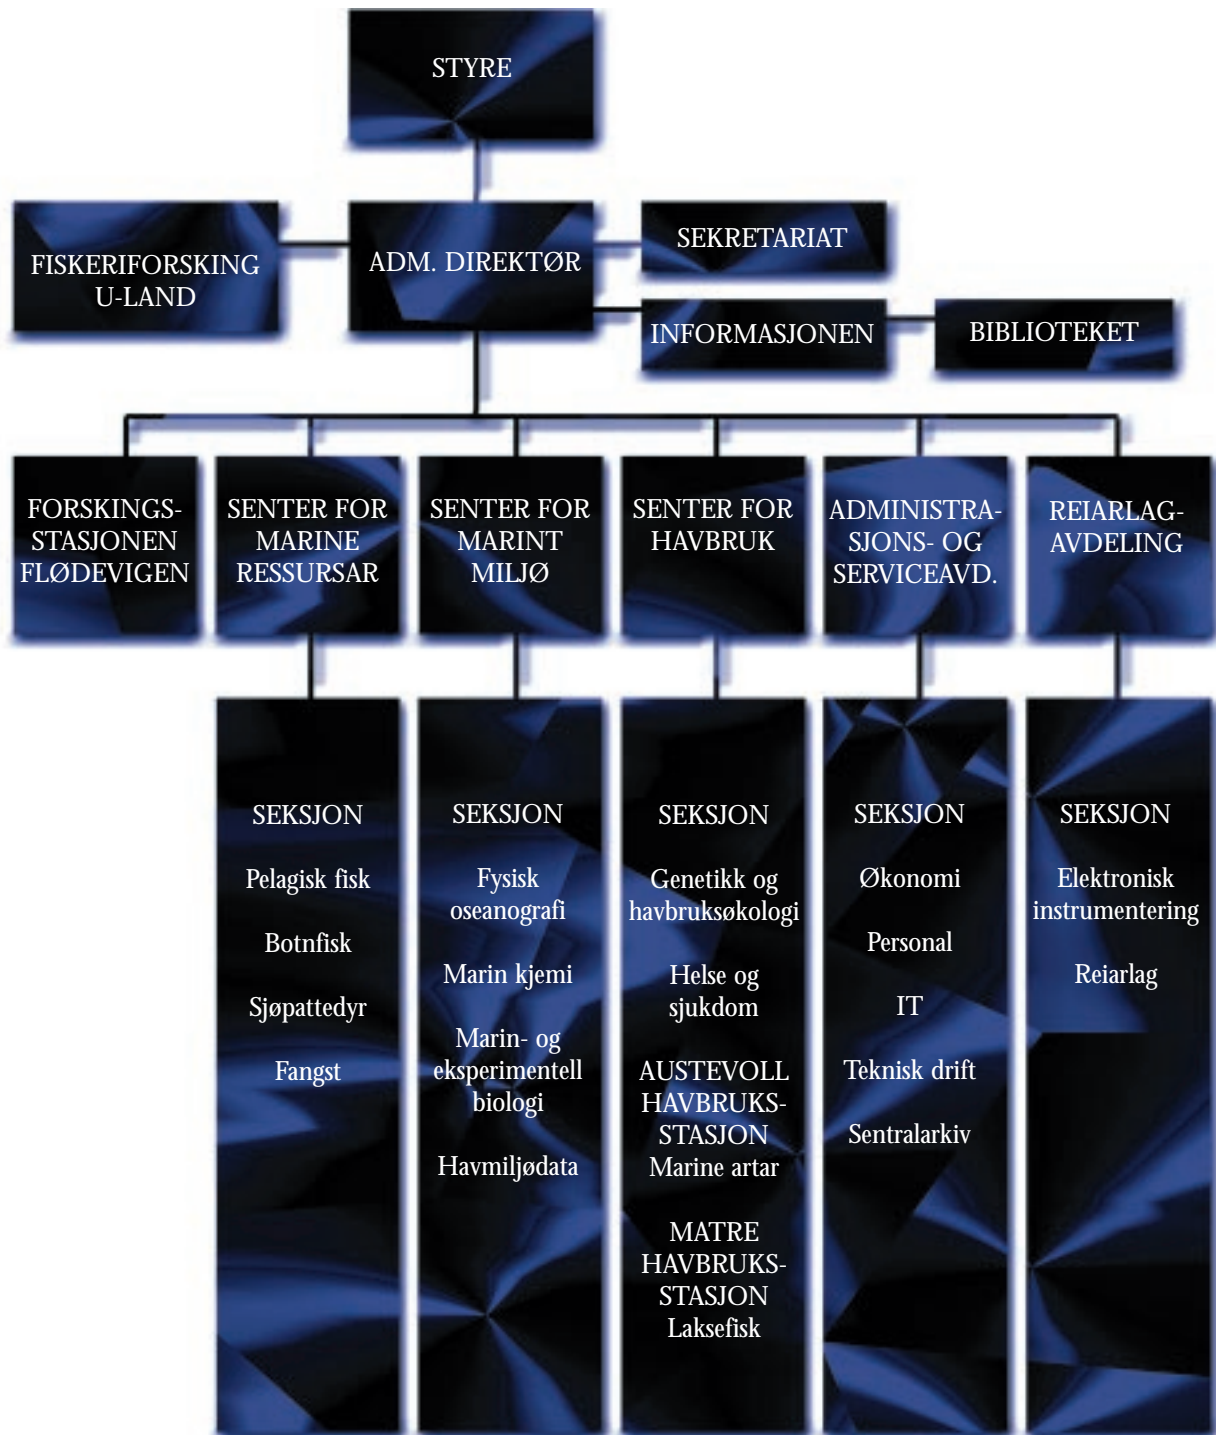 STYRE
FISKERIFORSKING
U-LAND
ADM. DIREKTØR
SEKRETARIAT
INFORMASJONEN
BIBLIOTEKET
FORSKINGS-
STASJONEN
FLØDEVIGEN
SENTER FOR
MARINE
RESSURSAR
SENTER FOR
MARINT
MILJØ
SENTER FOR
HAVBRUK
ADMINISTRA-
SJONS- OG
SERVICEAVD.
REIARLAG-
AVDELING
SEKSJON
Pelagisk fisk
Botnfisk
Sjøpattedyr
Fangst
SEKSJON
Fysisk
oseanografi
Marin kjemi
Marin- og
eksperimentell
biologi
Havmiljødata
SEKSJON
Genetikk og
havbruksøkologi
Helse og
sjukdom
AUSTEVOLL
HAVBRUKS-
STASJON
Marine artar
MATRE
HAVBRUKS-
STASJON
Laksefisk
SEKSJON
Økonomi
Personal
IT
Teknisk drift
Sentralarkiv
SEKSJON
Elektronisk
instrumentering
Reiarlag